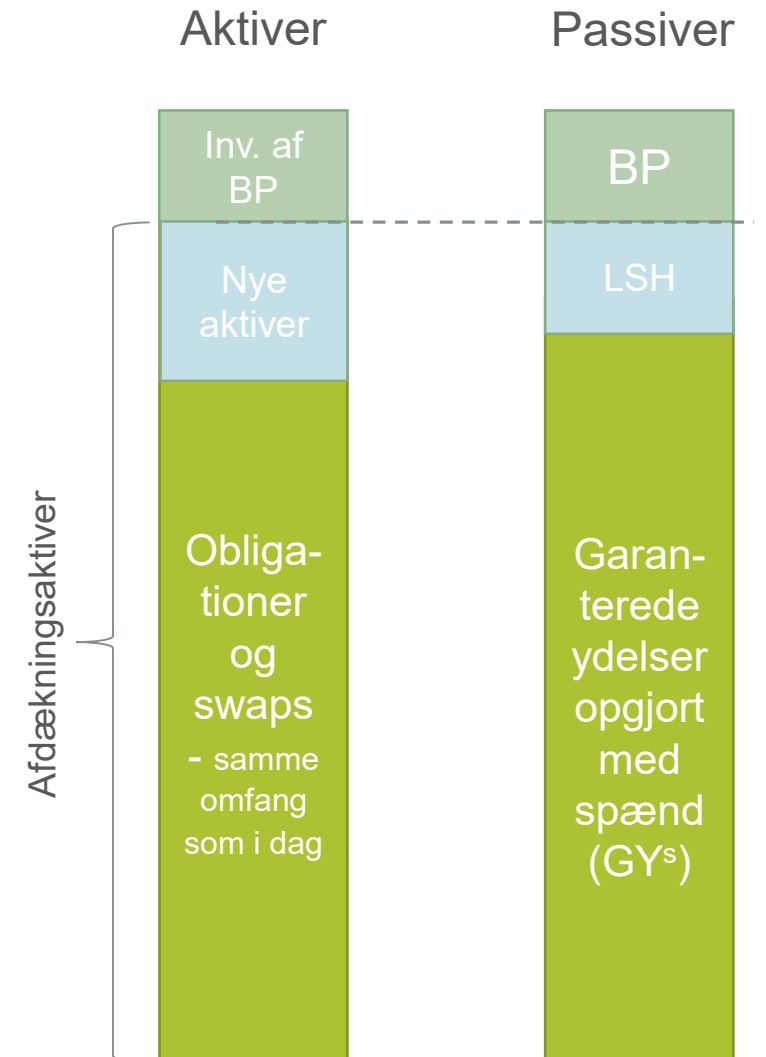 Aktiver
Passiver
Inv. af
BP
BP
Nye
aktiver
LSH
Afdækningsaktiver
Obliga-
tioner
og
swaps
- samme
omfang
som i dag
Garan-
terede
ydelser
opgjort
med
spænd
(GYˢ)